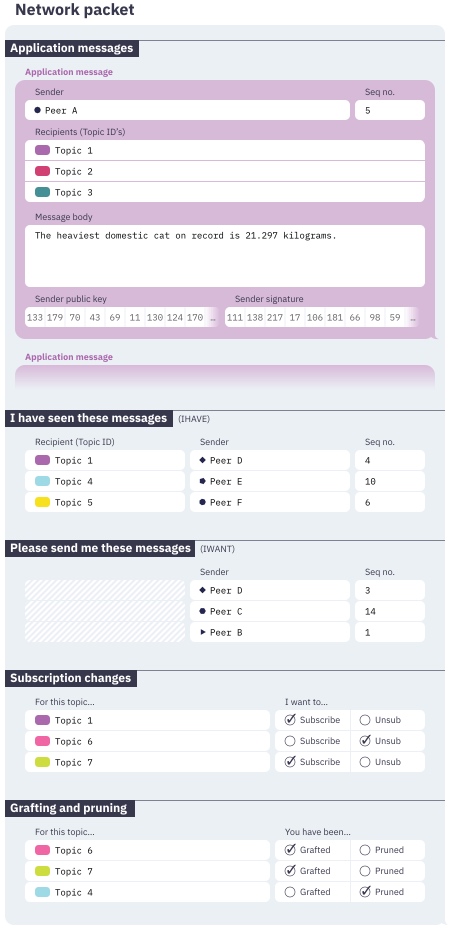 Network packet
Application messages
Application message
Sender Seq no.
Peer A 5
Recipients (Topic ID's)
Topic 1
Topic 2
Topic 3
Message body
The heaviest domestic cat on record is 21.297 kilograms.
Sender public key Sender signature
133 179 70 43 69 11 130 124 170 … 111 138 217 17 106 181 66 98 59 …
Application message
I have seen these messages (IHAVE)
Recipient (Topic ID) Sender Seq no.
Topic 1 Peer D 4
Topic 4 Peer E 10
Topic 5 Peer F 6
Please send me these messages (IWANT)
Sender Seq no.
Peer D 3
Peer C 14
Peer B 1
Subscription changes
For this topic... I want to...
Topic 1 Subscribe Unsub
Topic 6 Subscribe Unsub
Topic 7 Subscribe Unsub
Grafting and pruning
For this topic... You have been...
Topic 6 Grafted Pruned
Topic 7 Grafted Pruned
Topic 4 Grafted Pruned